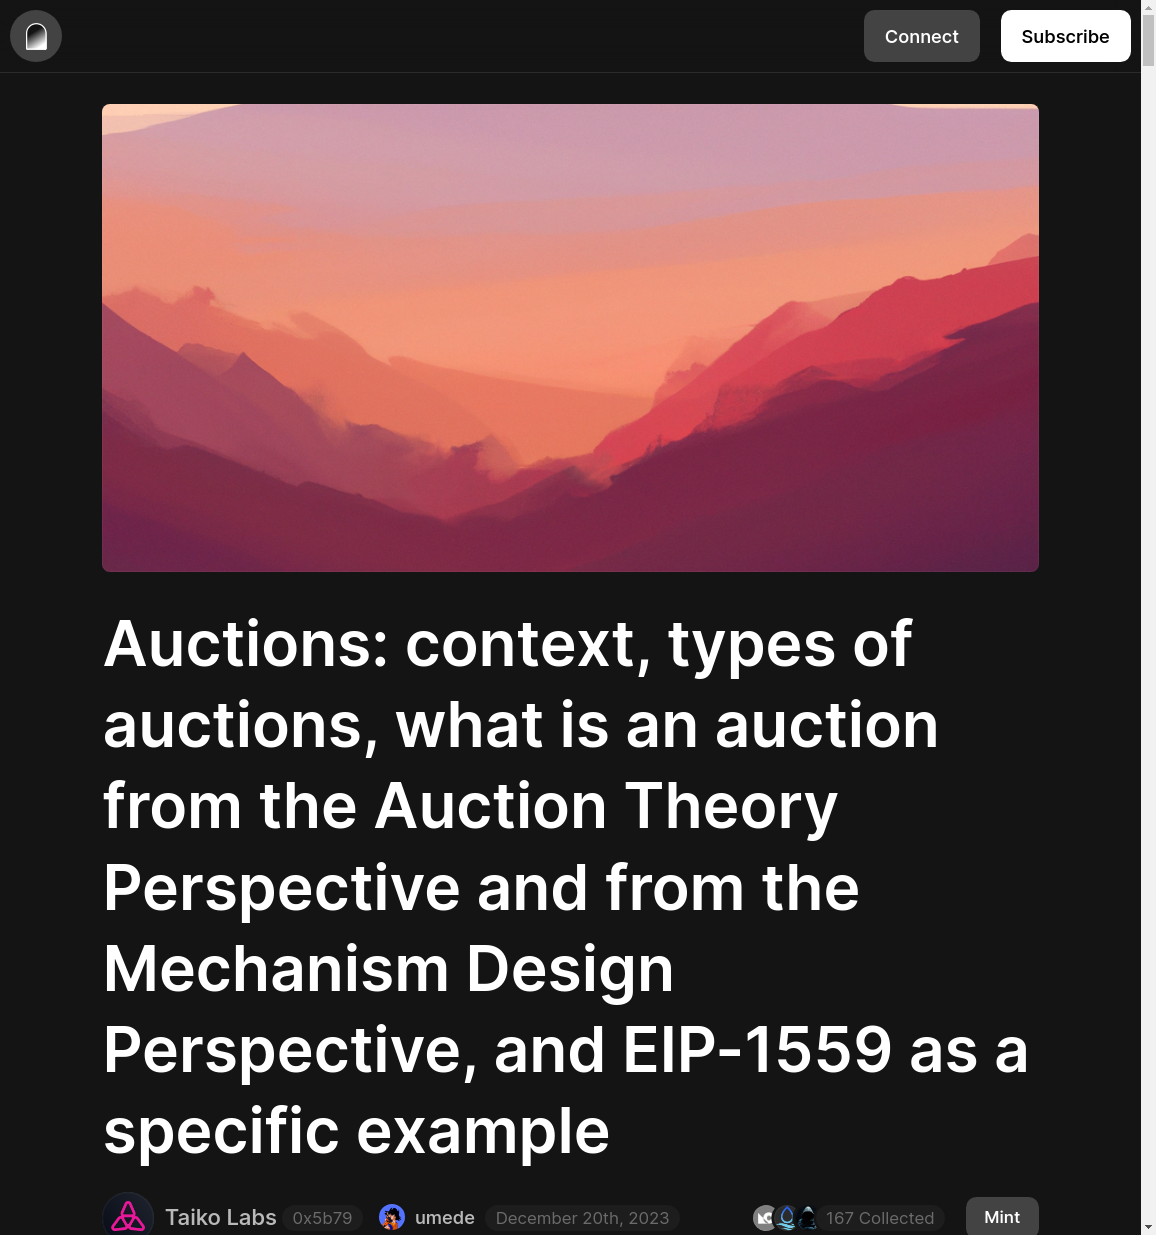 Connect
Subscribe
Auctions: context, types of
auctions, what is an auction
from the Auction Theory
Perspective and from the
Mechanism Design
Perspective, and EIP-1559 as a
specific example
Taiko Labs 0x5b79 umede December 20th, 2023 167 Collected Mint